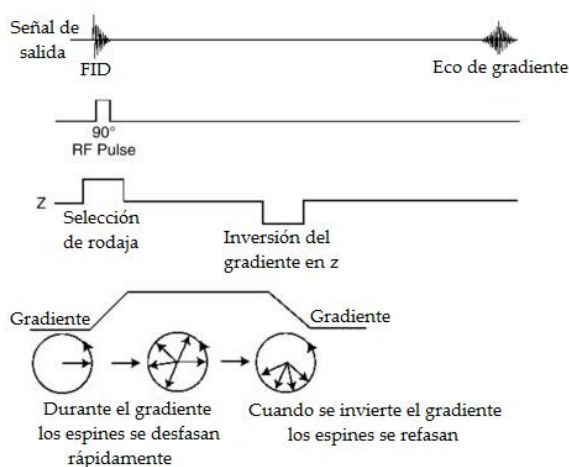 Señal de
salida
FID
Eco de gradiente
90°
RF Pulse
Z
Selección
de rodaja
Inversión del
gradiente en z
Gradiente
Gradiente
Durante el gradiente
los espines se desfasan
rápidamente
Cuando se invierte el gradiente
los espines se refasan